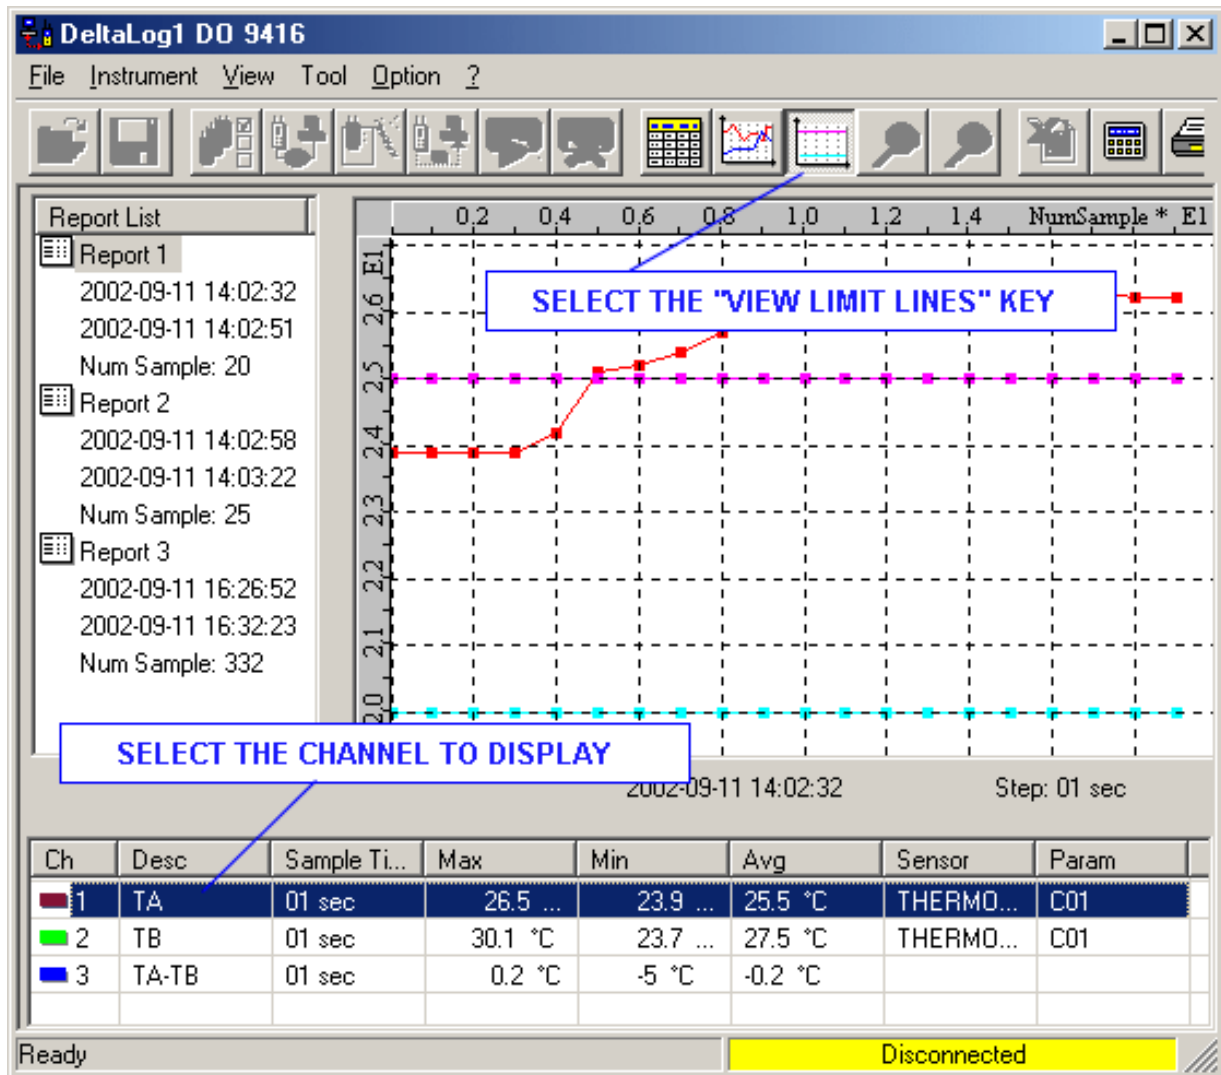 DeltaLog1 DO 9416
File Instrument View Tool Option ?
Report List
Report 1
2002-09-11 14:02:32
2002-09-11 14:02:51
Num Sample: 20
Report 2
2002-09-11 14:02:58
2002-09-11 14:03:22
Num Sample: 25
Report 3
2002-09-11 16:26:52
2002-09-11 16:32:23
Num Sample: 332
0.2 0.4 0.6 0.8 1.0 1.2 1.4 NumSample * E1
E1
2,6
2,5
2,4
2,3
2,2
2,1
2,0
SELECT THE "VIEW LIMIT LINES" KEY
SELECT THE CHANNEL TO DISPLAY
2002-09-11 14:02:32 Step: 01 sec
Ch Desc Sample Ti... Max Min Avg Sensor Param
1 TA 01 sec 26.5 ... 23.9 ... 25.5 °C THERMO... C01
2 TB 01 sec 30.1 °C 23.7 ... 27.5 °C THERMO... C01
3 TA-TB 01 sec 0.2 °C -5 °C -0.2 °C
Ready Disconnected